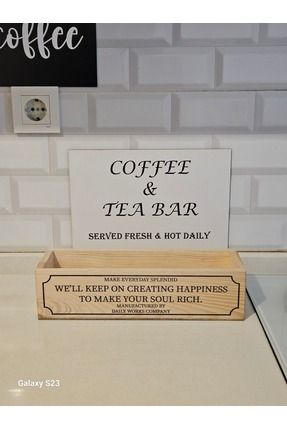 coffee
COFFEE
&
TEA BAR
SERVED FRESH & HOT DAILY
MAKE EVERYDAY SPLENDID
WE'LL KEEP ON CREATING HAPPINESS
TO MAKE YOUR SOUL RICH.
MANUFACTURED BY
DAILY WORKS COMPANY
Galaxy S23